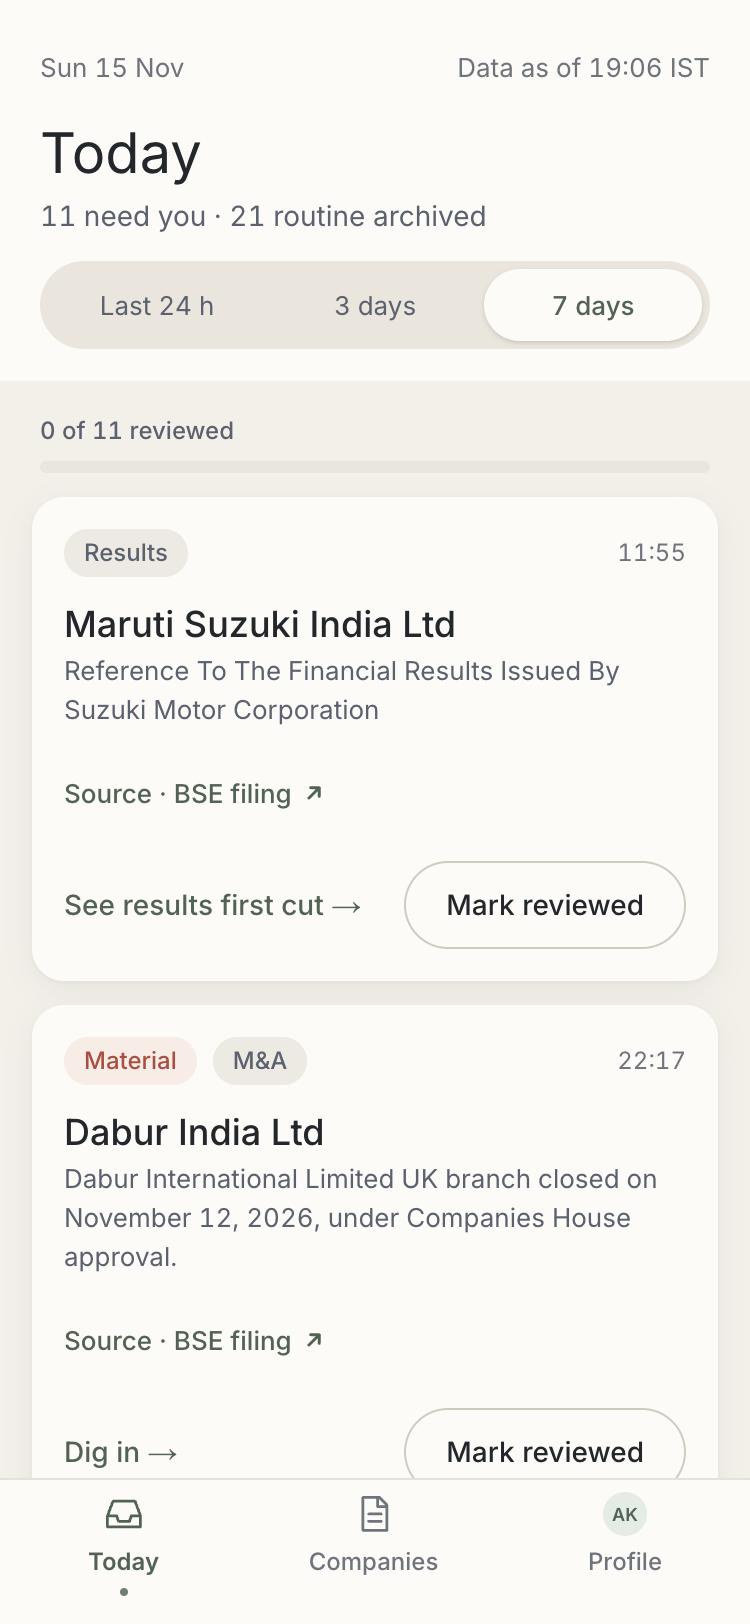 Sun 15 Nov
Data as of 19:06 IST
Today
11 need you · 21 routine archived
Last 24 h
3 days
7 days
0 of 11 reviewed
Results
11:55
Maruti Suzuki India Ltd
Reference To The Financial Results Issued By
Suzuki Motor Corporation
Source · BSE filing ↗
See results first cut →
Mark reviewed
Material
M&A
22:17
Dabur India Ltd
Dabur International Limited UK branch closed on
November 12, 2026, under Companies House
approval.
Source · BSE filing ↗
Dig in →
Mark reviewed
Today
Companies
AK
Profile